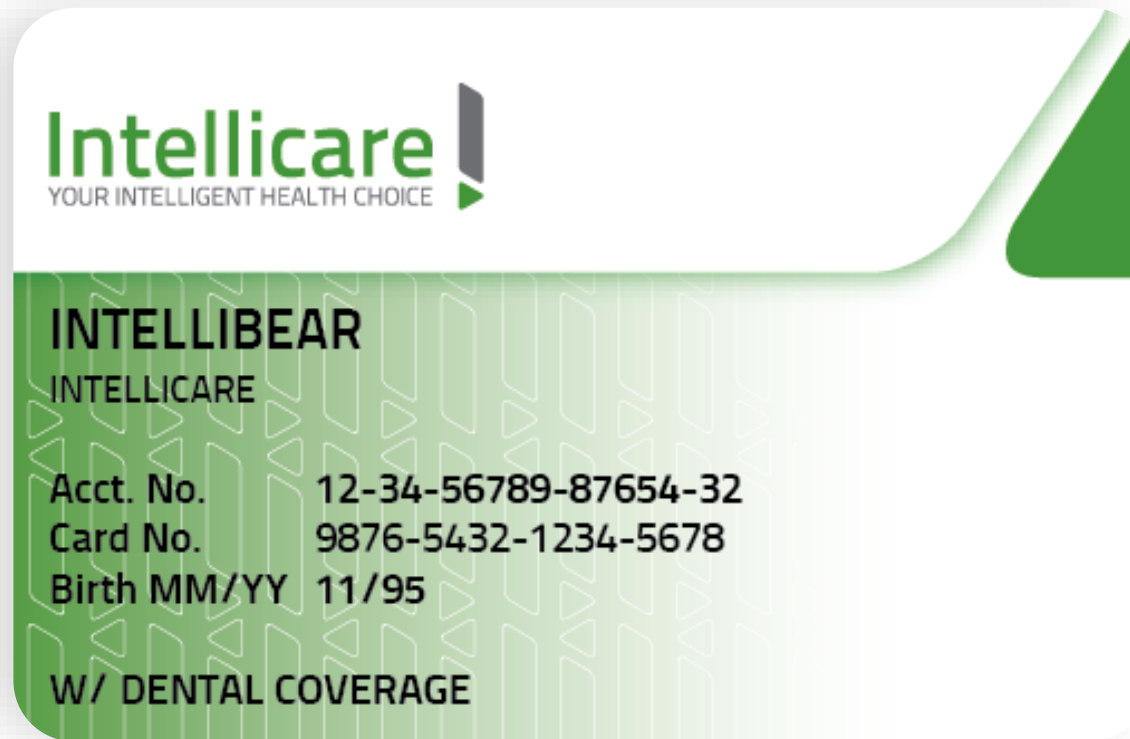 Intellicare
YOUR INTELLIGENT HEALTH CHOICE
INTELLIBEAR
INTELLICARE
Acct. No. 12-34-56789-87654-32
Card No. 9876-5432-1234-5678
Birth MM/YY 11/95
W/ DENTAL COVERAGE